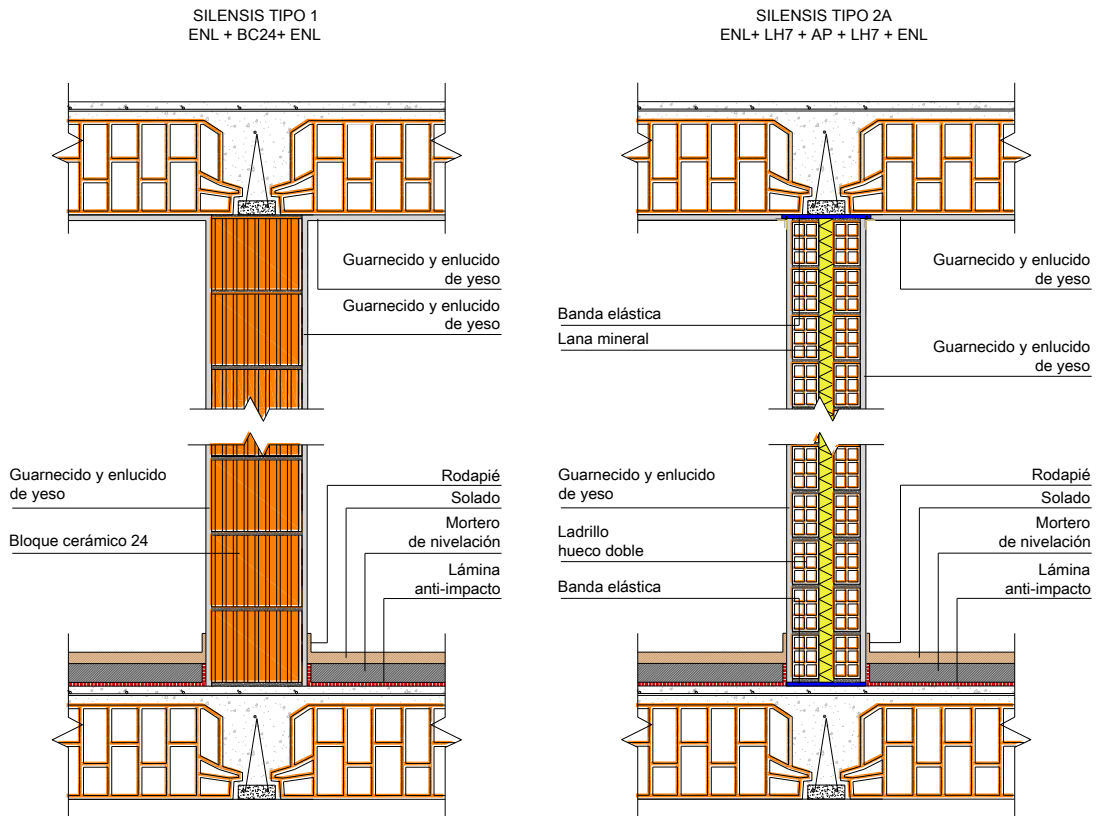 SILENSIS TIPO 1
ENL + BC24+ ENL
Guarnecido y enlucido
de yeso
Guarnecido y enlucido
de yeso
Guarnecido y enlucido
de yeso
Bloque cerámico 24
Rodapié
Solado
Mortero
de nivelación
Lámina
anti-impacto
SILENSIS TIPO 2A
ENL+ LH7 + AP + LH7 + ENL
Banda elástica
Lana mineral
Guarnecido y enlucido
de yeso
Guarnecido y enlucido
de yeso
Guarnecido y enlucido
de yeso
Ladrillo
hueco doble
Banda elástica
Rodapié
Solado
Mortero
de nivelación
Lámina
anti-impacto